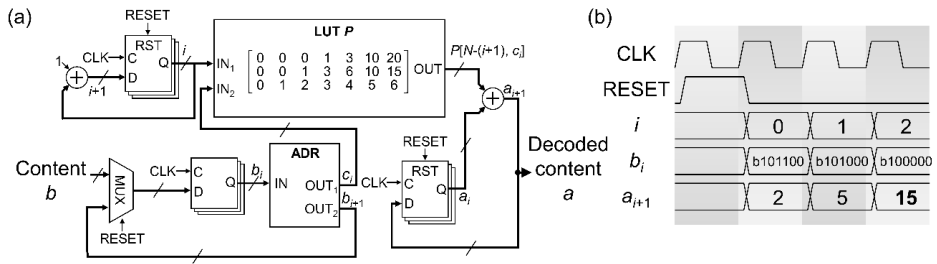 (a)
RESET
LUT P
RST
CLK
C
D
Q
i
1
+
i+1
IN1
IN2
0 0 0 1 3 10 20
0 0 1 3 6 10 15
0 1 2 3 4 5 6
OUT
P[N-(i+1), ci]
+
ai+1
Content
b
MUX
RESET
CLK
C
D
Q
bi
ADR
IN
OUT1
OUT2
ci
bi+1
RESET
RST
CLK
C
D
Q
ai
Decoded
content
a
(b)
CLK
RESET
i 0 1 2
bi b101100 b101000 b100000
ai+1 2 5 15